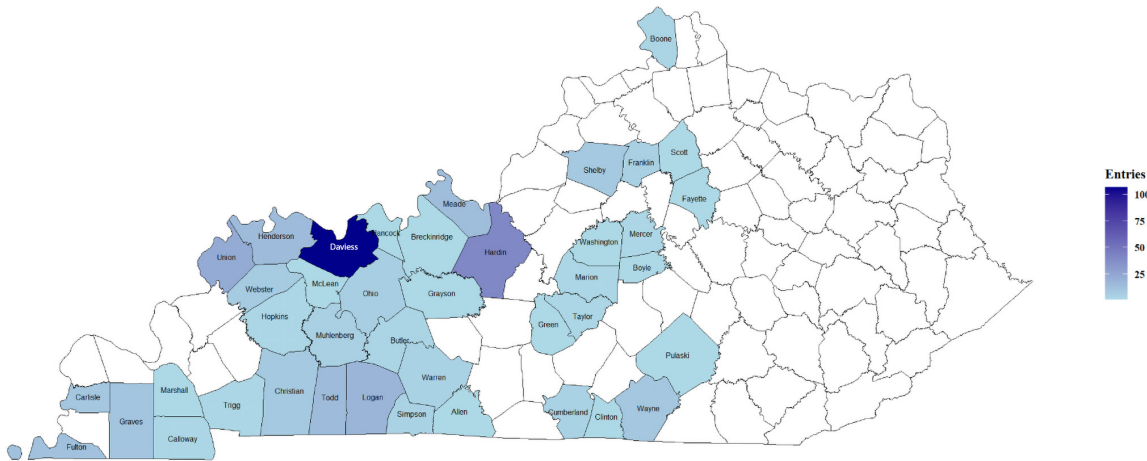 Boone
Scott
Shelby
Franklin
Fayette
Meade
Henderson
Hancock
Breckinridge
Daviess
Hardin
Union
Washington
Mercer
Webster
McLean
Ohio
Grayson
Marion
Boyle
Hopkins
Muhlenberg
Butler
Green
Taylor
Pulaski
Marshall
Carlisle
Graves
Trigg
Christian
Todd
Logan
Warren
Simpson
Allen
Cumberland
Clinton
Wayne
Calloway
Fulton
Entries
100
75
50
25